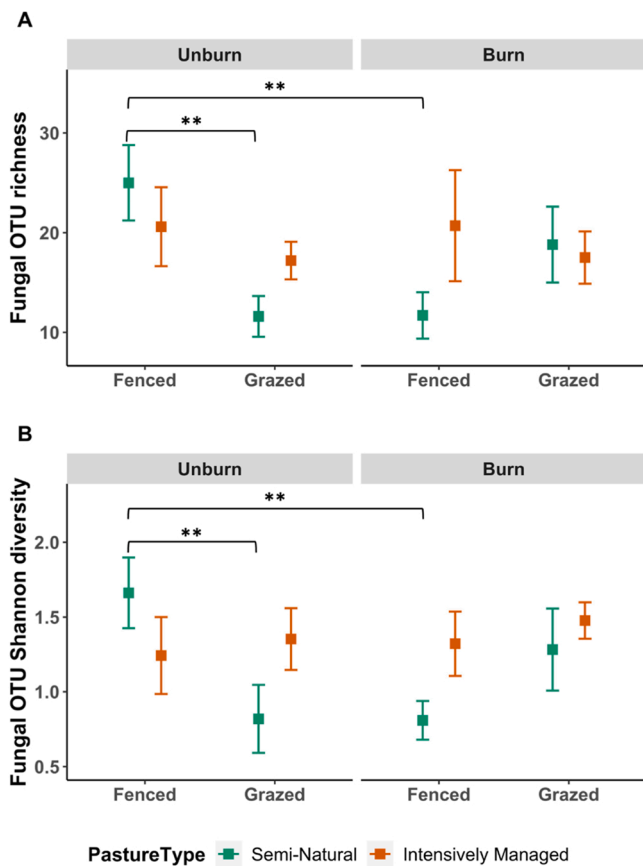 A
Unburn Burn
Fungal OTU richness
**
**
30
20
10
Fenced Grazed Fenced Grazed
B
Unburn Burn
Fungal OTU Shannon diversity
**
**
2.0
1.5
1.0
0.5
Fenced Grazed Fenced Grazed
PastureType Semi-Natural Intensively Managed